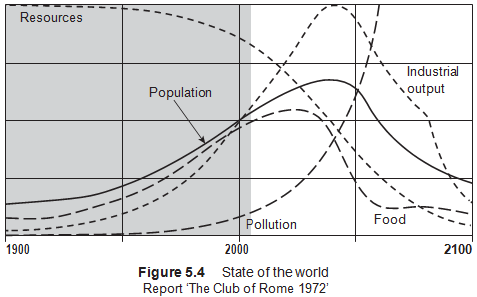 Resources
Population
Industrial
output
Pollution
Food
1900
2000
2100
Figure 5.4 State of the world
Report ‘The Club of Rome 1972’